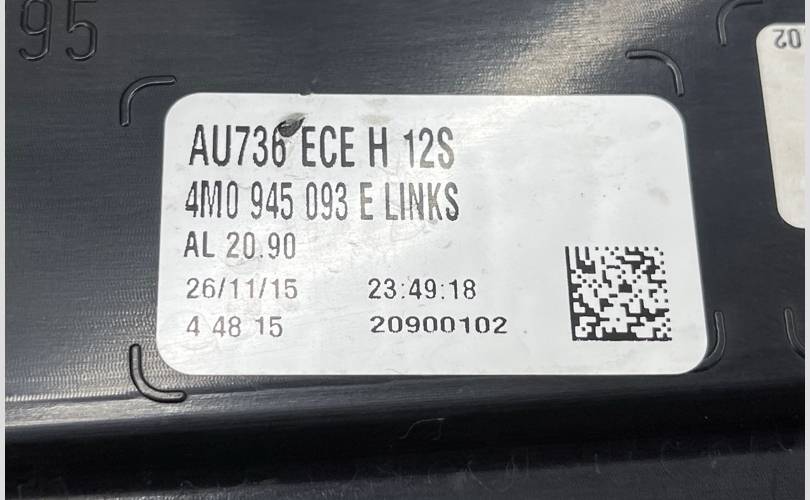 95
02
AU736 ECE H 12S
4M0 945 093 E LINKS
AL 20.90
26/11/15 23:49:18
4 48 15 20900102